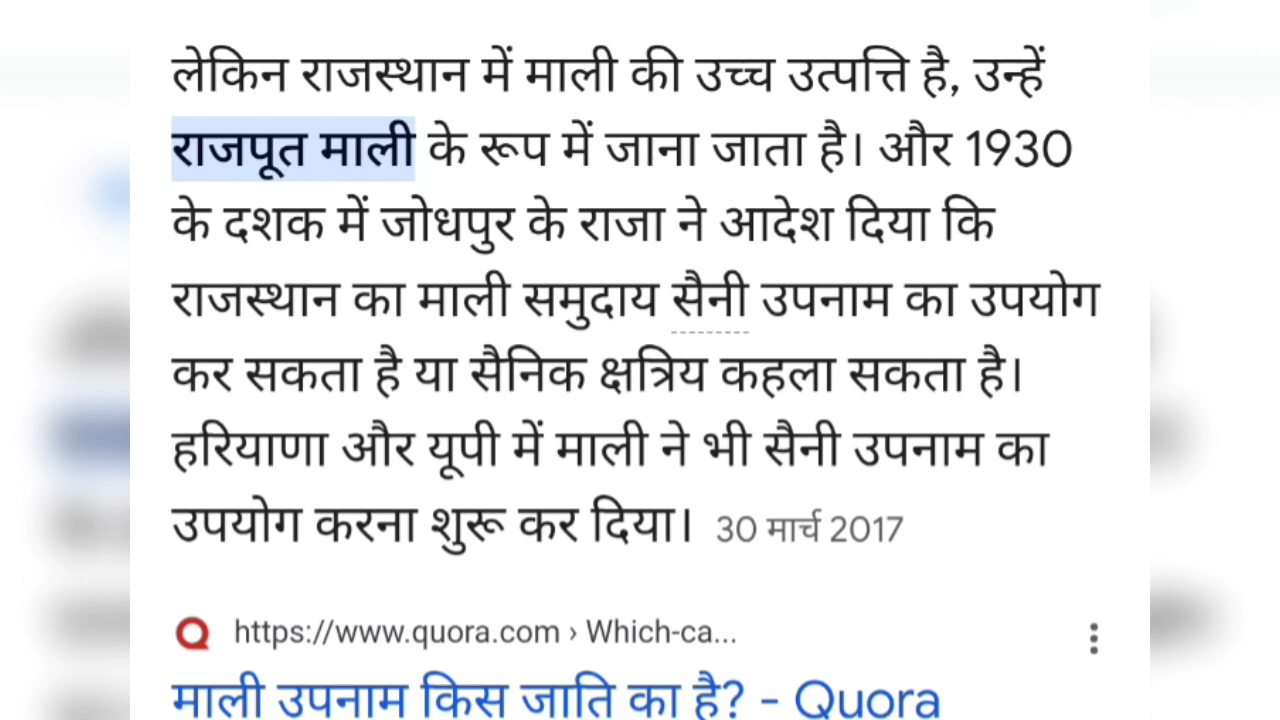 लेकिन राजस्थान में माली की उच्च उत्पत्ति है, उन्हें
राजपूत माली के रूप में जाना जाता है। और 1930
के दशक में जोधपुर के राजा ने आदेश दिया कि
राजस्थान का माली समुदाय सैनी उपनाम का उपयोग
कर सकता है या सैनिक क्षत्रिय कहला सकता है।
हरियाणा और यूपी में माली ने भी सैनी उपनाम का
उपयोग करना शुरू कर दिया। 30 मार्च 2017
https://www.quora.com › Which-ca...
माली उपनाम किस जाति का है? - Quora